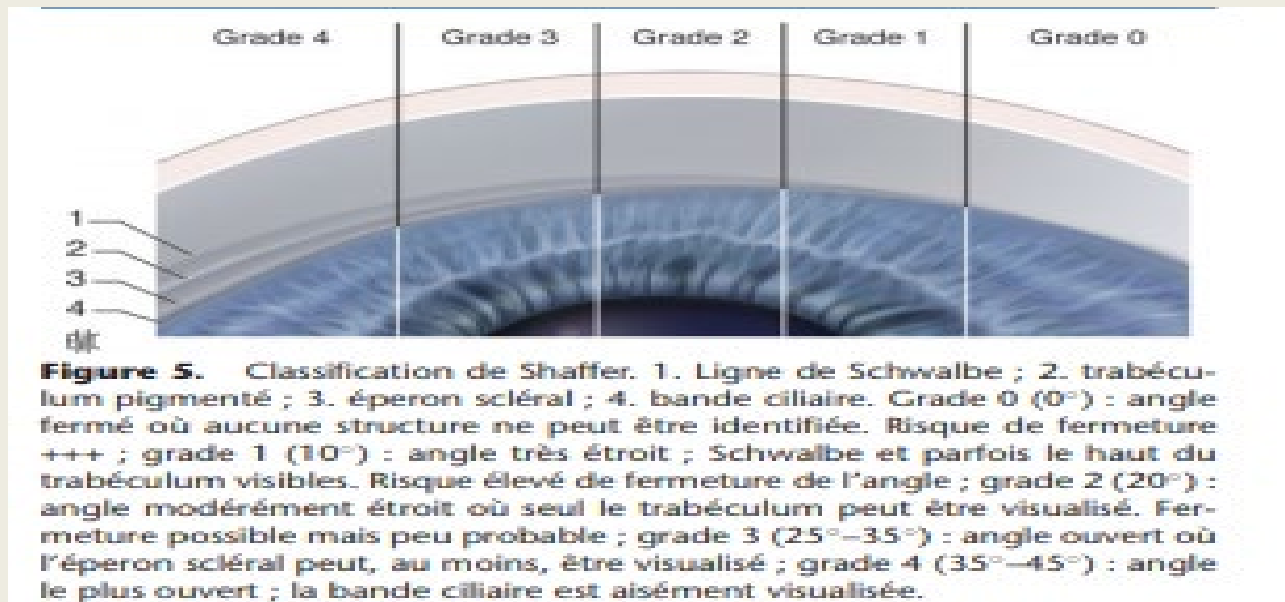 Grade 4 Grade 3 Grade 2 Grade 1 Grade 0
1
2
3
4
Figure 5. Classification de Shaffer. 1. Ligne de Schwalbe ; 2. trabécu-
lum pigmenté ; 3. éperon scléral ; 4. bande ciliaire. Grade 0 (0°) : angle
fermé où aucune structure ne peut être identifiée. Risque de fermeture
+++ ; grade 1 (10°) : angle très étroit ; Schwalbe et parfois le haut du
trabéculum visibles. Risque élevé de fermeture de l'angle ; grade 2 (20°) :
angle modérément étroit où seul le trabéculum peut être visualisé. Fer-
meture possible mais peu probable ; grade 3 (25°–35°) : angle ouvert où
l'éperon scléral peut, au moins, être visualisé ; grade 4 (35°–45°) : angle
le plus ouvert ; la bande ciliaire est aisément visualisée.